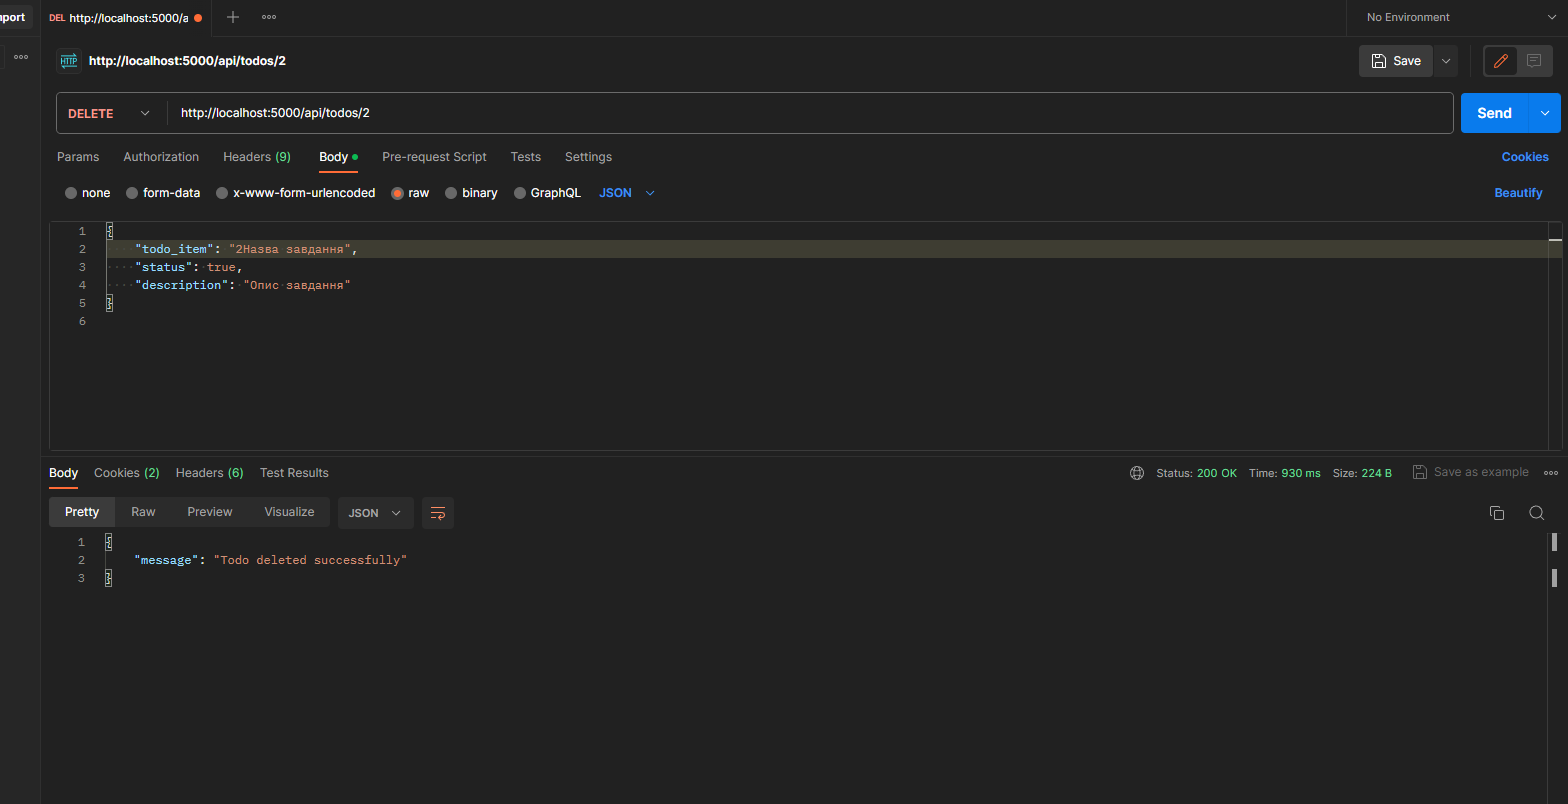 mport
DEL http://localhost:5000/a
No Environment
HTTP http://localhost:5000/api/todos/2
Save
DELETE http://localhost:5000/api/todos/2
Send
Params Authorization Headers (9) Body Pre-request Script Tests Settings Cookies
none form-data x-www-form-urlencoded raw binary GraphQL JSON Beautify
1 {
2 "todo_item": "2Назва завдання",
3 "status": true,
4 "description": "Опис завдання"
5 }
6
Body Cookies (2) Headers (6) Test Results Status: 200 OK Time: 930 ms Size: 224 B Save as example
Pretty Raw Preview Visualize JSON
1 {
2 "message": "Todo deleted successfully"
3 }